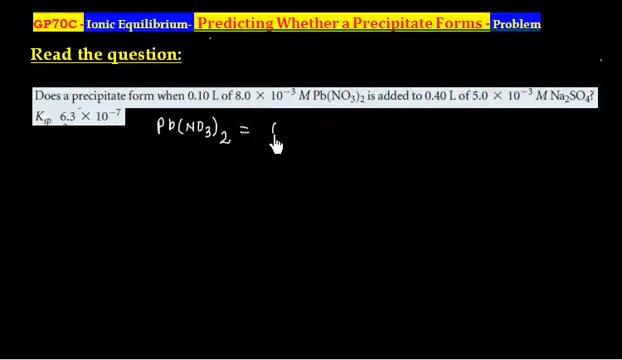 GP70C - Ionic Equilibrium- Predicting Whether a Precipitate Forms - Problem
Read the question:
Does a precipitate form when 0.10 L of 8.0 × 10⁻³ M Pb(NO₃)₂ is added to 0.40 L of 5.0 × 10⁻³ M Na₂SO₄?
Ksp 6.3 × 10⁻⁷
Pb(NO₃)₂ =